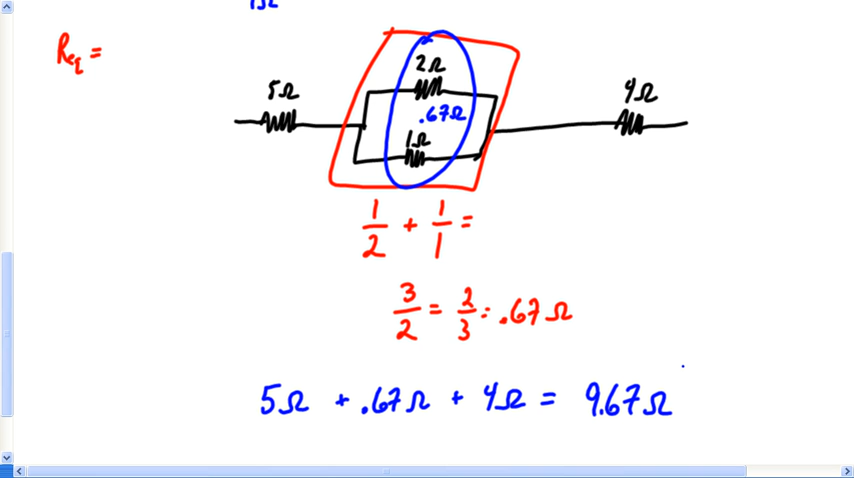 1Ω
Req =
5Ω
2Ω
4Ω
.67Ω
1Ω
1/2 + 1/1 =
3/2 = 2/3 = .67Ω
5Ω + .67Ω + 4Ω = 9.67Ω